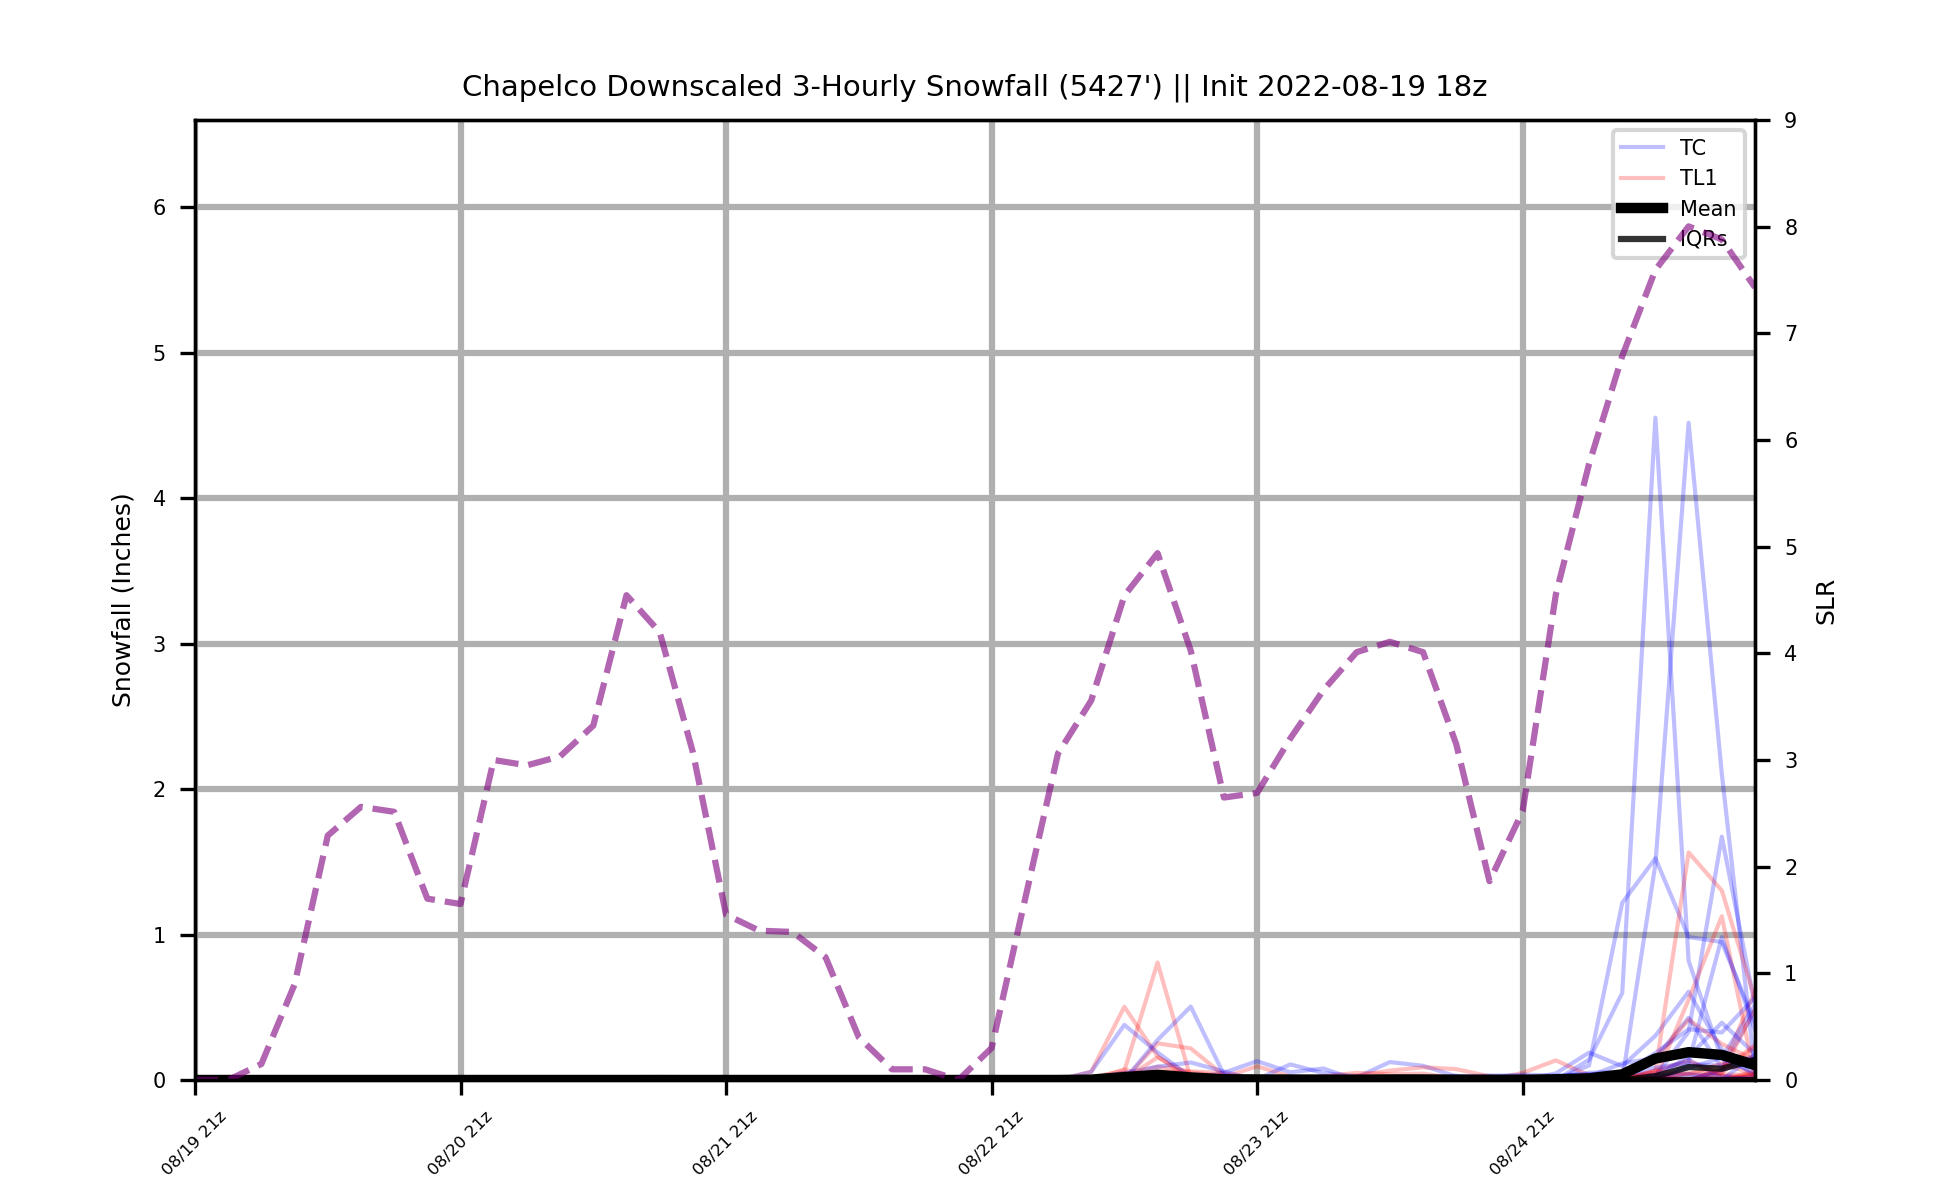 Chapelco Downscaled 3-Hourly Snowfall (5427') || Init 2022-08-19 18z
TC
TL1
Mean
IQRs
Snowfall (Inches)
6
5
4
3
2
1
0
SLR
9
8
7
6
5
4
3
2
1
0
08/19 21z
08/20 21z
08/21 21z
08/22 21z
08/23 21z
08/24 21z